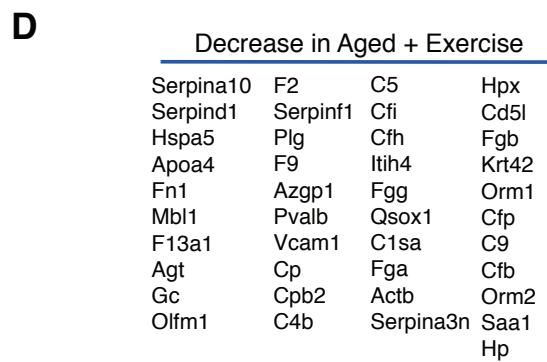 D
Decrease in Aged + Exercise
Serpina10 F2 C5 Hpx
Serpind1 Serpinf1 Cfi Cd5l
Hspa5 Plg Cfh Fgb
Apoa4 F9 Itih4 Krt42
Fn1 Azgp1 Fgg Orm1
Mbl1 Pvalb Qsox1 Cfp
F13a1 Vcam1 C1sa C9
Agt Cp Fga Cfb
Gc Cpb2 Actb Orm2
Olfm1 C4b Serpina3n Saa1
Hp